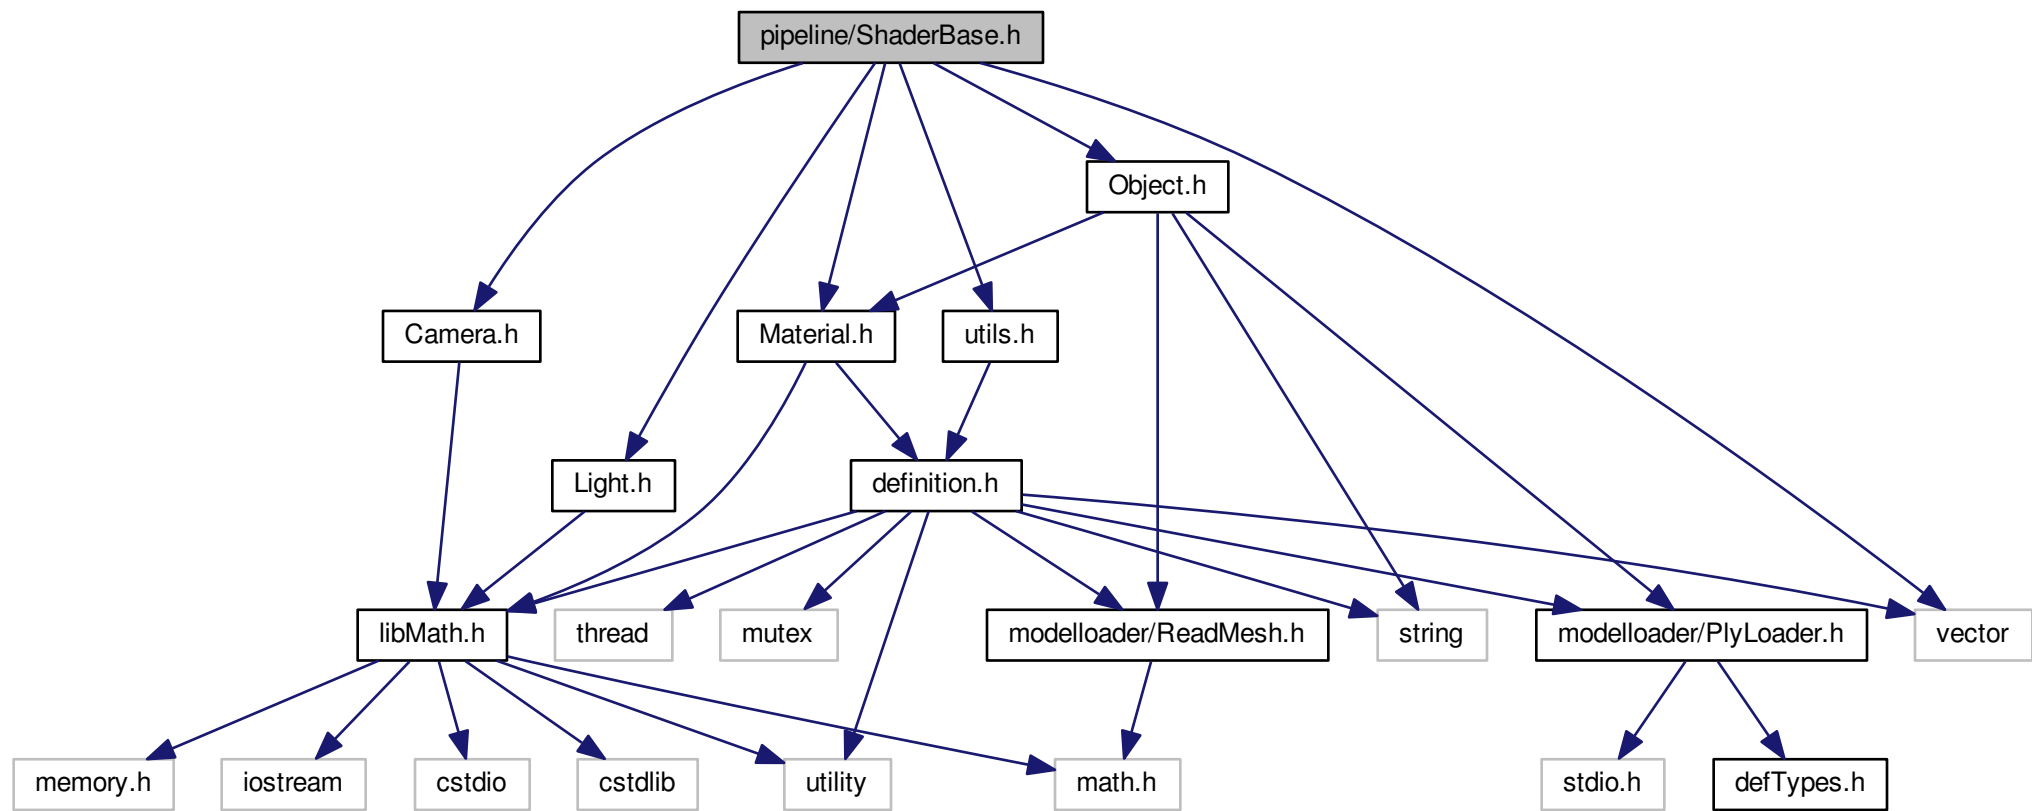 pipeline/ShaderBase.h
Object.h
Camera.h
Material.h
utils.h
Light.h
definition.h
libMath.h
thread
mutex
modelloader/ReadMesh.h
string
modelloader/PlyLoader.h
vector
memory.h
iostream
cstdio
cstdlib
utility
math.h
stdio.h
defTypes.h